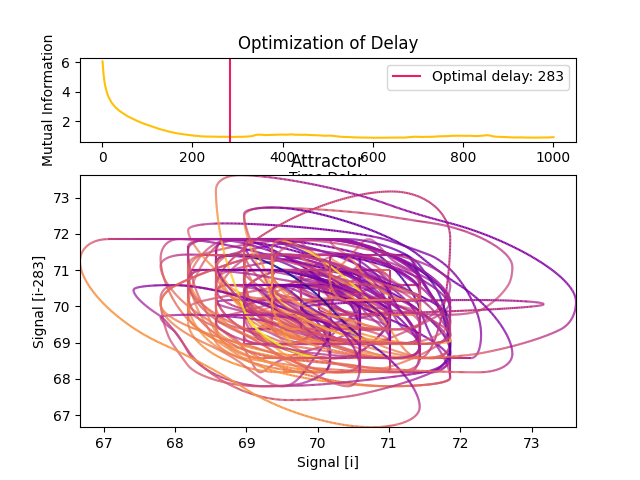 Optimization of Delay
Mutual Information
6
4
2
Optimal delay: 283
0 200 400 600 800 1000
Time Delay
Attractor
Signal [i-283]
73
72
71
70
69
68
67
67 68 69 70 71 72 73
Signal [i]